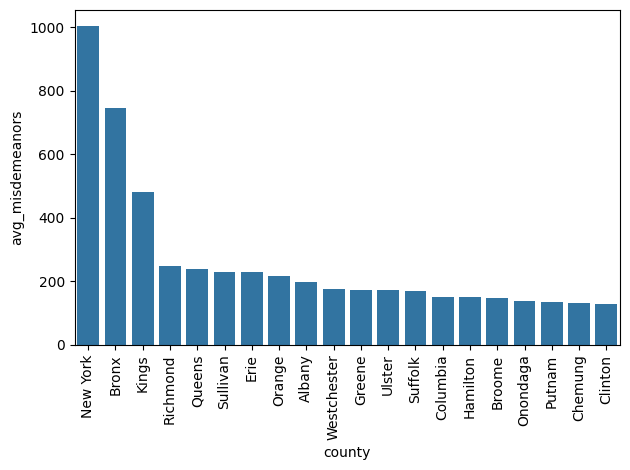 avg_misdemeanors
1000
800
600
400
200
0
New York
Bronx
Kings
Richmond
Queens
Sullivan
Erie
Orange
Albany
Westchester
Greene
Ulster
Suffolk
Columbia
Hamilton
Broome
Onondaga
Putnam
Chemung
Clinton
county